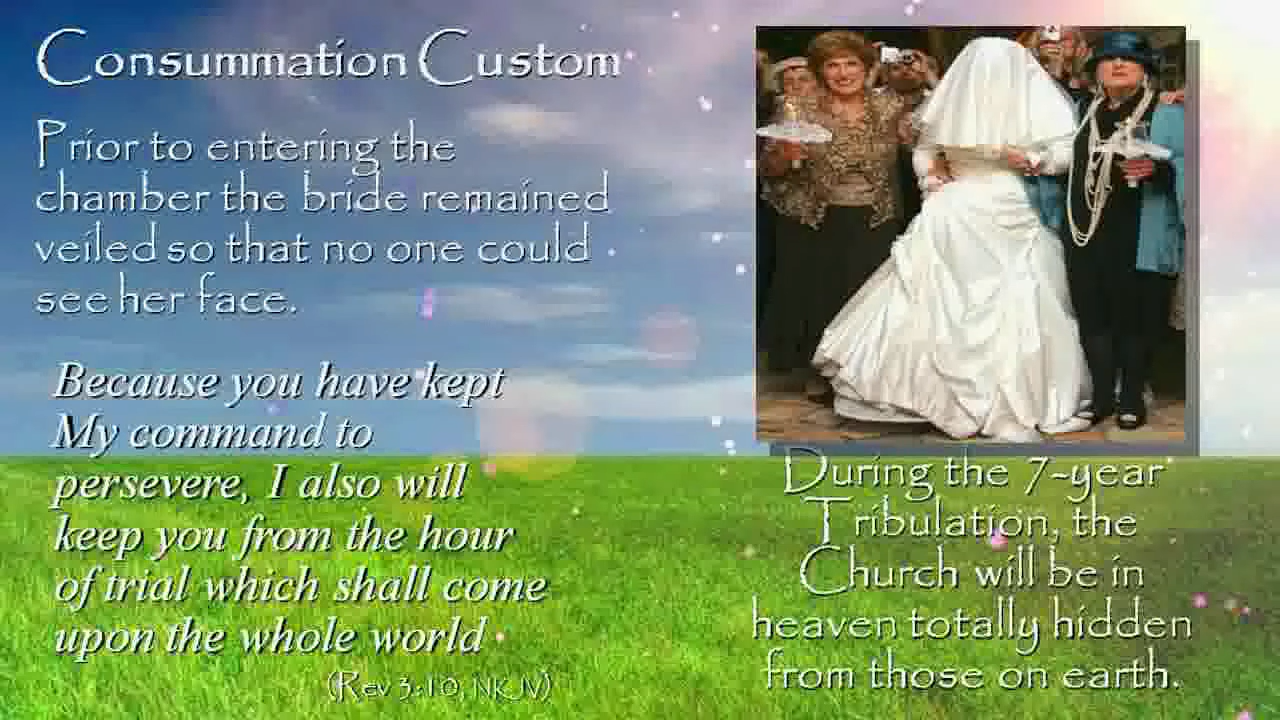 Consummation Custom
Prior to entering the
chamber the bride remained
veiled so that no one could
see her face.
Because you have kept
My command to
persevere, I also will
keep you from the hour
of trial which shall come
upon the whole world
(Rev 3:10, NKJV)
During the 7-year
Tribulation, the
Church will be in
heaven totally hidden
from those on earth.